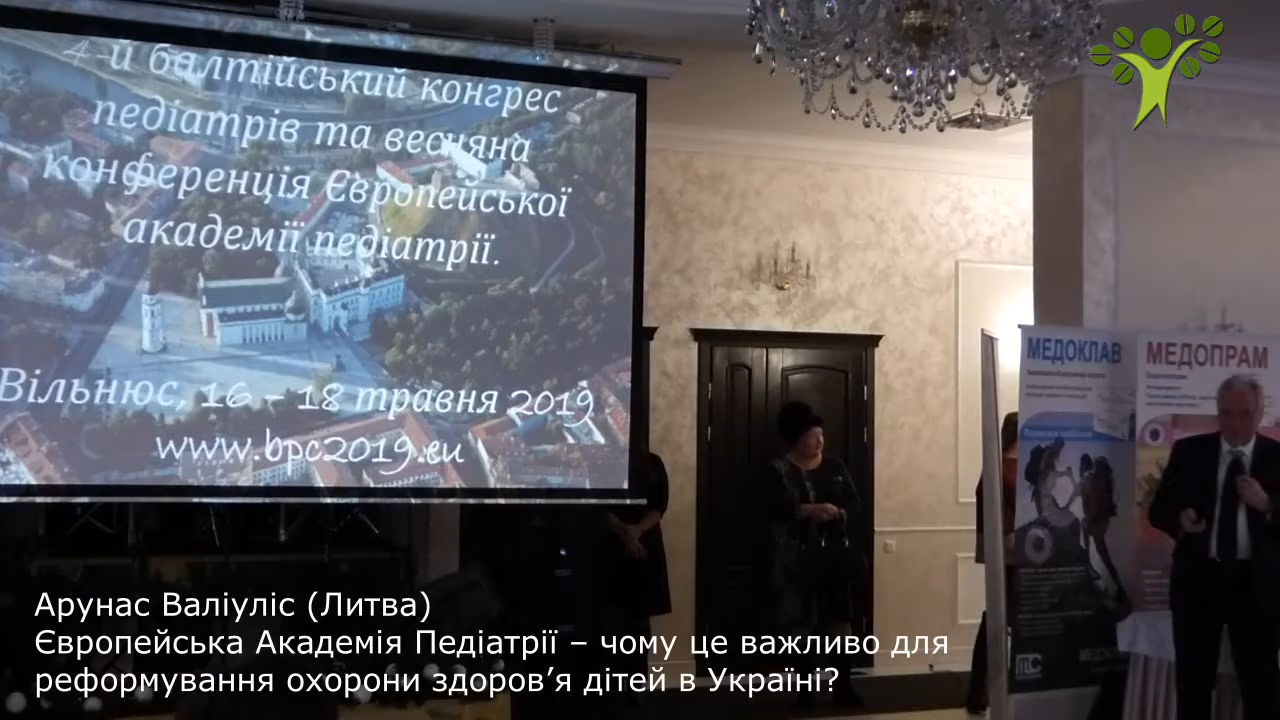 4-й балтійський конгрес
педіатрів та весняна
конференція Європейської
академії педіатрії.
Вільнюс, 16 – 18 травня 2019
www.bpc2019.eu
МЕДОКЛАВ
МЕДОПРАМ
Арунас Валіуліс (Литва)
Європейська Академія Педіатрії – чому це важливо для
реформування охорони здоров’я дітей в Україні?